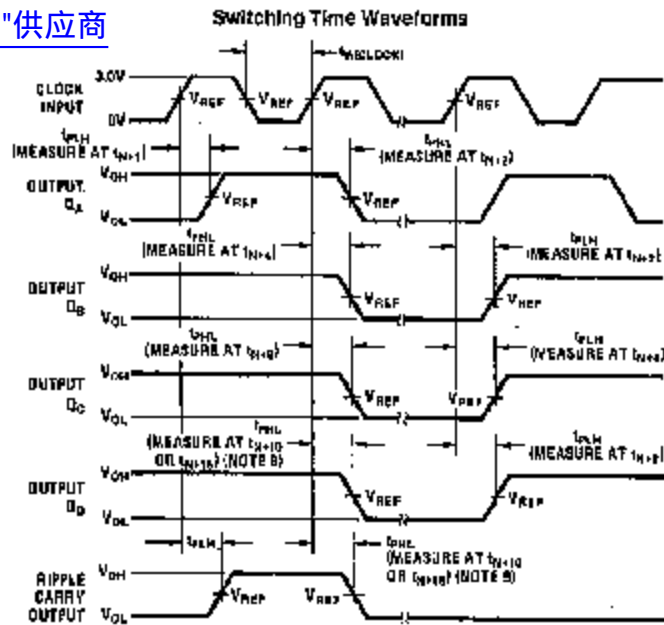 "供应商
Switching Time Waveforms
CLOCK
INPUT
3.0V
0V
VREF
VREF
VREF
VREF
tPLH
(MEASURE AT tN+1)
tPHL
(MEASURE AT tN+2)
OUTPUT
QA
VOH
VOL
VREF
VREF
tPHL
(MEASURE AT tN+4)
tPLH
(MEASURE AT tN+2)
OUTPUT
QB
VOH
VOL
VREF
VREF
tPHL
(MEASURE AT tN+8)
tPLH
(MEASURE AT tN+4)
OUTPUT
QC
VOH
VOL
VREF
VREF
tPHL
(MEASURE AT tN+10
OR tN+16) (NOTE 8)
tPLH
(MEASURE AT tN+8)
OUTPUT
QD
VOH
VOL
VREF
VREF
tPLH
tPHL
(MEASURE AT tN+10
OR tN+16) (NOTE 9)
RIPPLE
CARRY
OUTPUT
VOH
VOL
VREF
VREF